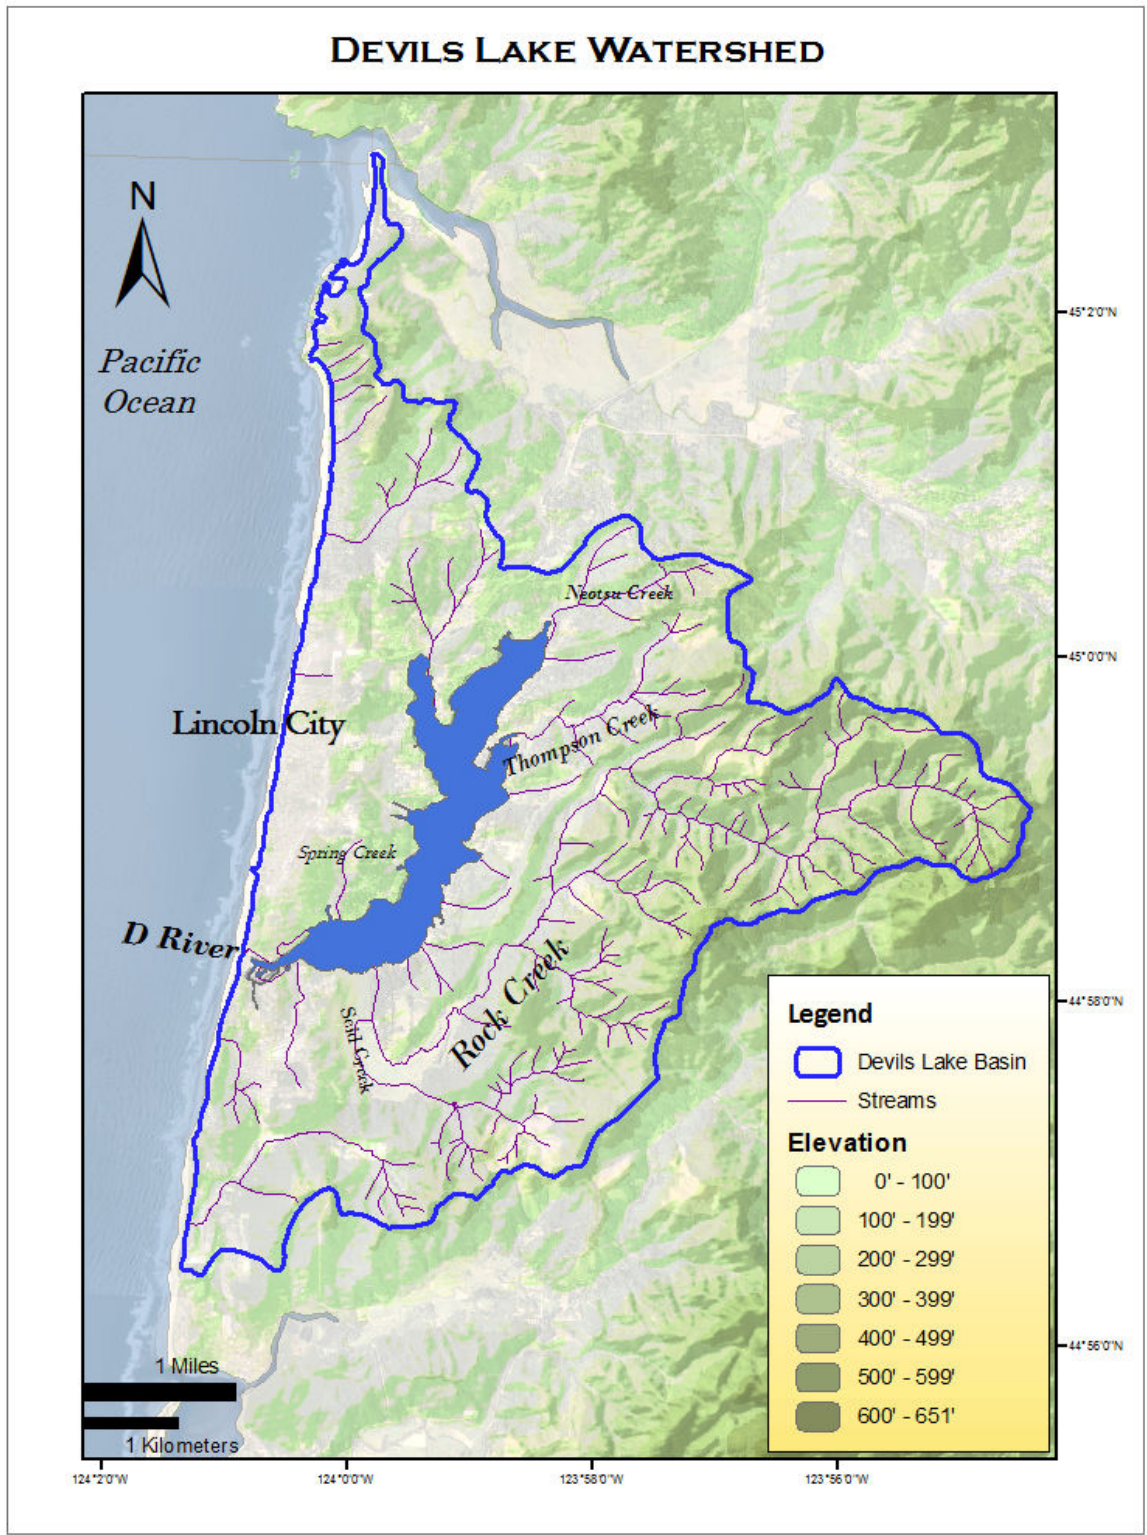 DEVILS LAKE WATERSHED
N
Pacific
Ocean
45°2'0"N
Neotsu Creek
45°0'0"N
Lincoln City
Thompson Creek
Spring Creek
D River
Rock Creek
44°58'0"N
Legend
Devils Lake Basin
Streams
Elevation
0' - 100'
100' - 199'
200' - 299'
300' - 399'
400' - 499'
500' - 599'
600' - 651'
44°56'0"N
1 Miles
1 Kilometers
124°2'0"W
124°0'0"W
123°58'0"W
123°56'0"W